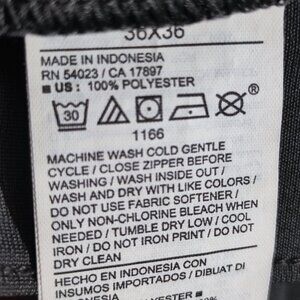 36X36
MADE IN INDONESIA
RN 54023 / CA 17897
■ US : 100% POLYESTER
30
®
1166
MACHINE WASH COLD GENTLE
CYCLE / CLOSE ZIPPER BEFORE
WASHING / WASH INSIDE OUT /
WASH AND DRY WITH LIKE COLORS /
DO NOT USE FABRIC SOFTENER /
ONLY NON-CHLORINE BLEACH WHEN
NEEDED / TUMBLE DRY LOW / COOL
IRON / DO NOT IRON PRINT / DO NOT
DRY CLEAN
HECHO EN INDONESIA CON
INSUMOS IMPORTADOS / DIBUAT DI